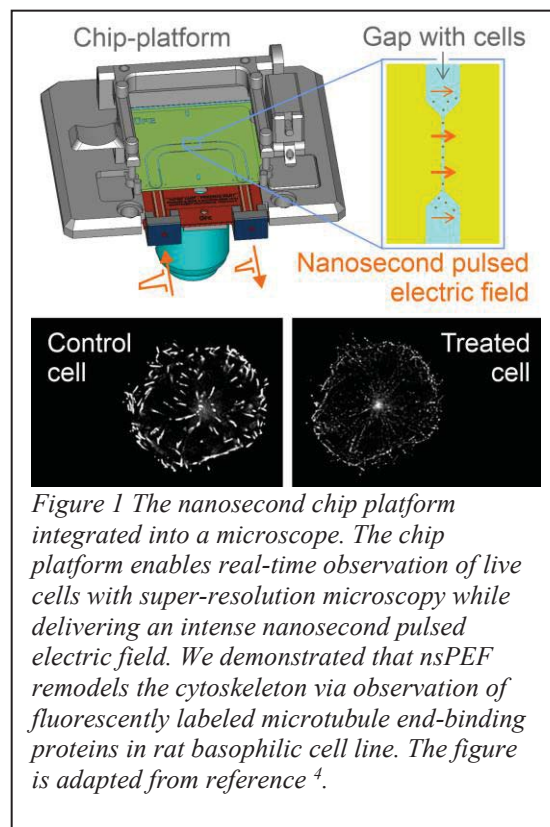 Chip-platform
Gap with cells
Nanosecond pulsed
electric field
Control
cell
Treated
cell
Figure 1 The nanosecond chip platform
integrated into a microscope. The chip
platform enables real-time observation of live
cells with super-resolution microscopy while
delivering an intense nanosecond pulsed
electric field. We demonstrated that nsPEF
remodels the cytoskeleton via observation of
fluorescently labeled microtubule end-binding
proteins in rat basophilic cell line. The figure
is adapted from reference ⁴.